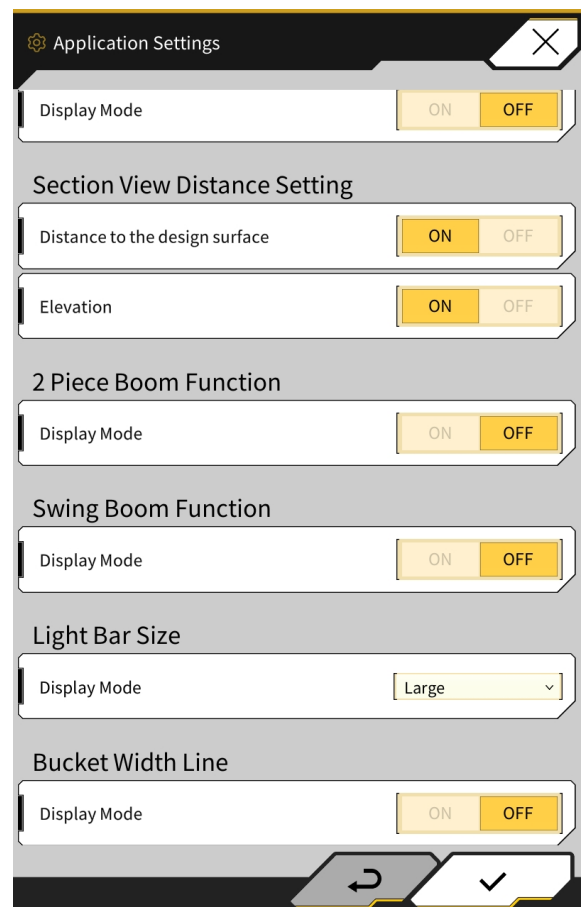 Application Settings
Display Mode
ON OFF
Section View Distance Setting
Distance to the design surface
ON OFF
Elevation
ON OFF
2 Piece Boom Function
Display Mode
ON OFF
Swing Boom Function
Display Mode
ON OFF
Light Bar Size
Display Mode
Large
Bucket Width Line
Display Mode
ON OFF